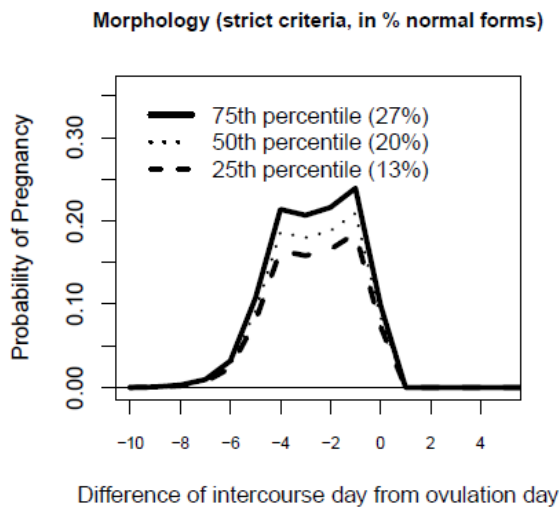 Morphology (strict criteria, in % normal forms)
75th percentile (27%)
50th percentile (20%)
25th percentile (13%)
Probability of Pregnancy
0.30
0.20
0.10
0.00
−10 −8 −6 −4 −2 0 2 4
Difference of intercourse day from ovulation day